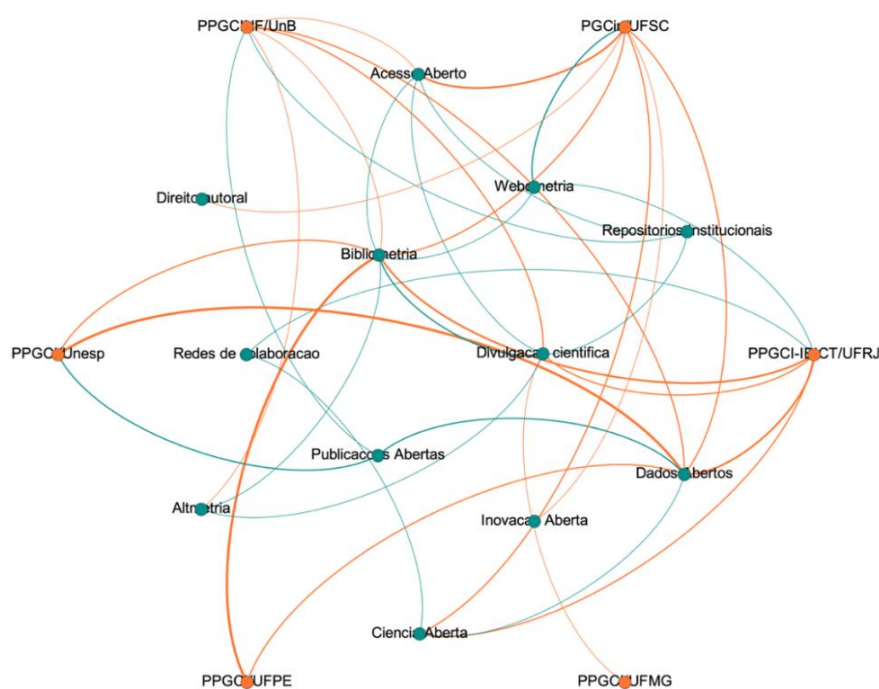 PPGCINF/UnB
PGCin/UFSC
Acesso Aberto
Webometria
Direito autoral
Repositorios Institucionais
Bibliometria
PPGCI/Unesp
Redes de colaboracao
Divulgacao cientifica
PPGCI-IBICT/UFRJ
Publicacoes Abertas
Dados Abertos
Altmetria
Inovacao Aberta
Ciencia Aberta
PPGCI/UFPE
PPGCI/UFMG